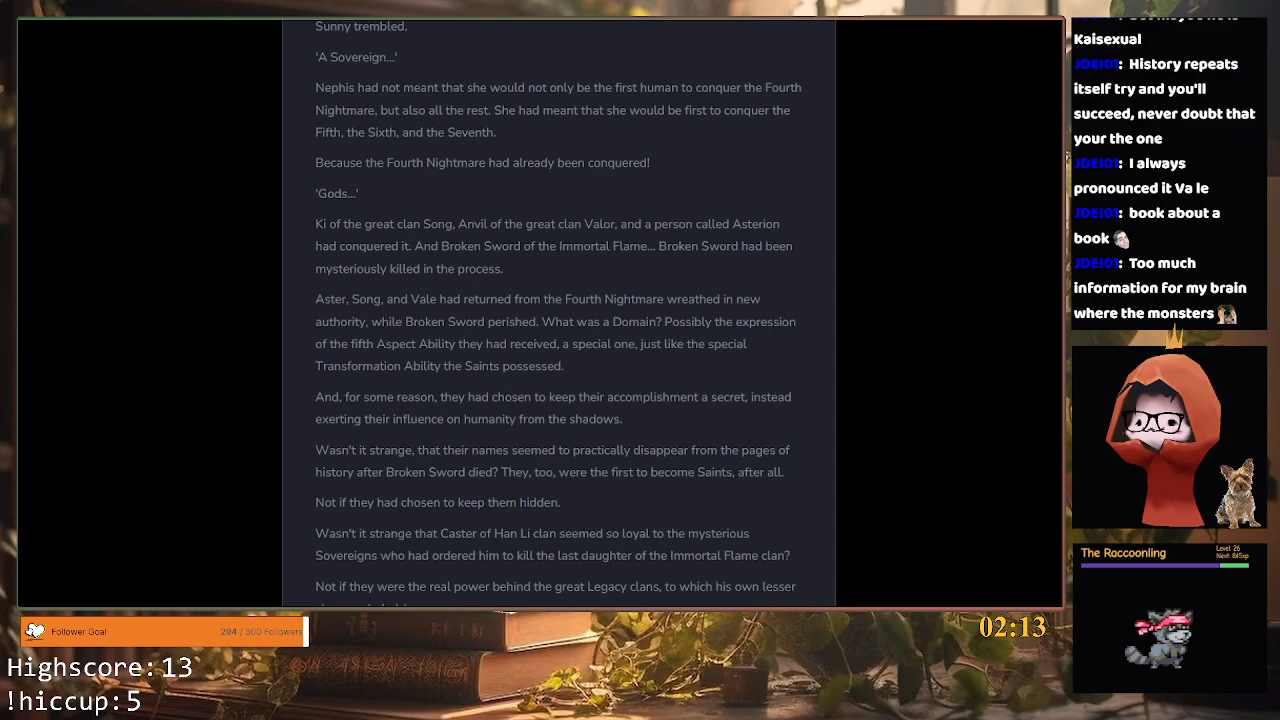 Sunny trembled.
'A Sovereign...'
Nephis had not meant that she would not only be the first human to conquer the Fourth
Nightmare, but also all the rest. She had meant that she would be first to conquer the
Fifth, the Sixth, and the Seventh.
Because the Fourth Nightmare had already been conquered!
'Gods...'
Ki of the great clan Song, Anvil of the great clan Valor, and a person called Asterion
had conquered it. And Broken Sword of the Immortal Flame... Broken Sword had been
mysteriously killed in the process.
Aster, Song, and Vale had returned from the Fourth Nightmare wreathed in new
authority, while Broken Sword perished. What was a Domain? Possibly the expression
of the fifth Aspect Ability they had received, a special one, just like the special
Transformation Ability the Saints possessed.
And, for some reason, they had chosen to keep their accomplishment a secret, instead
exerting their influence on humanity from the shadows.
Wasn't it strange, that their names seemed to practically disappear from the pages of
history after Broken Sword died? They, too, were the first to become Saints, after all.
Not if they had chosen to keep them hidden.
Wasn't it strange that Caster of Han Li clan seemed so loyal to the mysterious
Sovereigns who had ordered him to kill the last daughter of the Immortal Flame clan?
Not if they were the real power behind the great Legacy clans, to which his own lesser
Kaisexual
JDEI01: History repeats
itself try and you'll
succeed, never doubt that
your the one
JDEI01: I always
pronounced it Va le
JDEI01: book about a
book
JDEI01: Too much
information for my brain
where the monsters
The Raccoonling
Level: 26
Next: 845xp
Follower Goal
294 / 300 Followers
02:13
Highscore:13
!hiccup:5